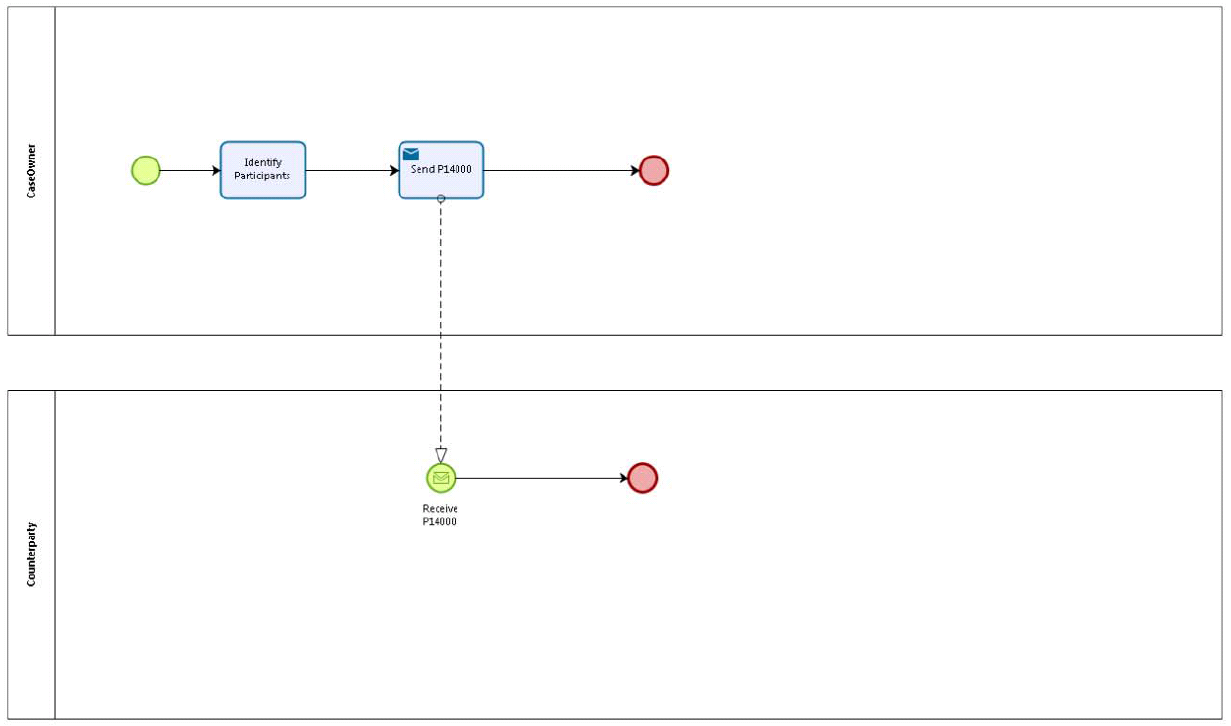 CaseOwner
Identify
Participants
Send P14000
Counterparty
Receive
P14000